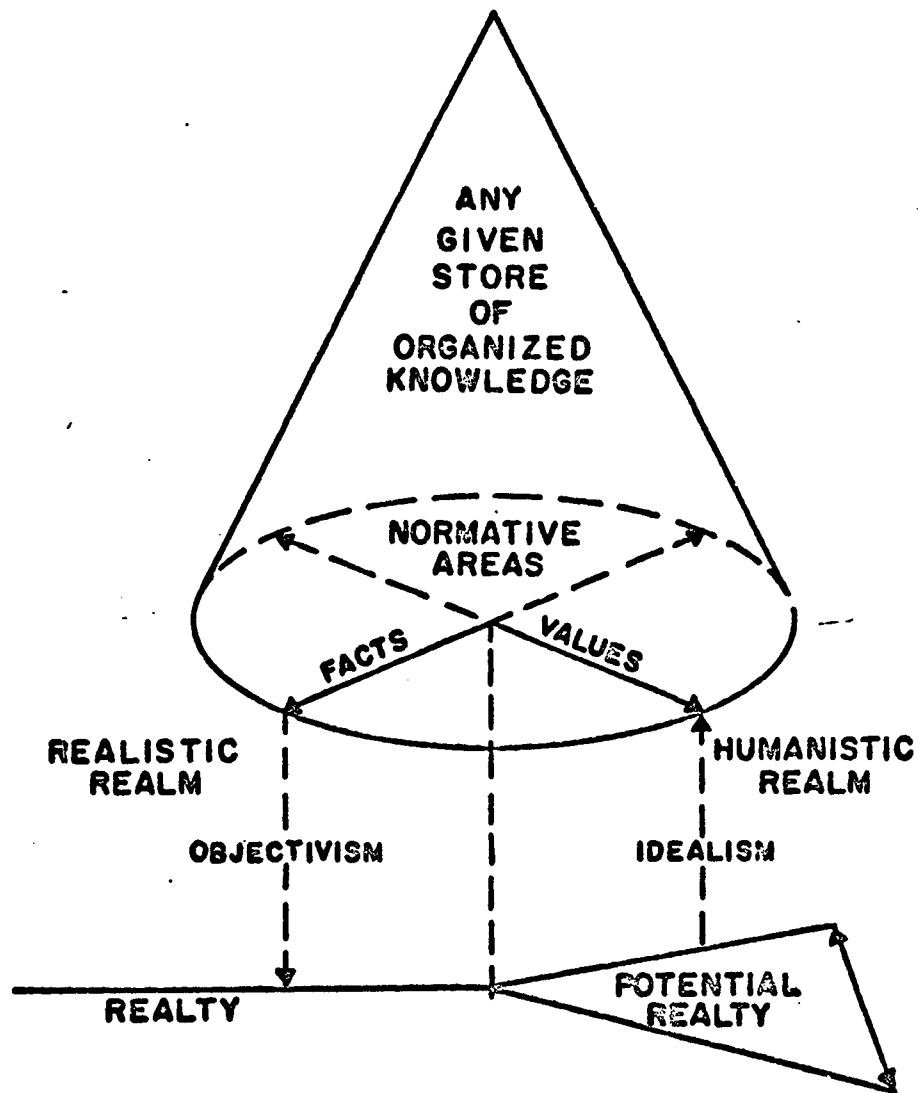 ANY
GIVEN
STORE
OF
ORGANIZED
KNOWLEDGE
NORMATIVE
AREAS
FACTS
VALUES
REALISTIC
REALM
HUMANISTIC
REALM
OBJECTIVISM
IDEALISM
REALTY
POTENTIAL
REALTY